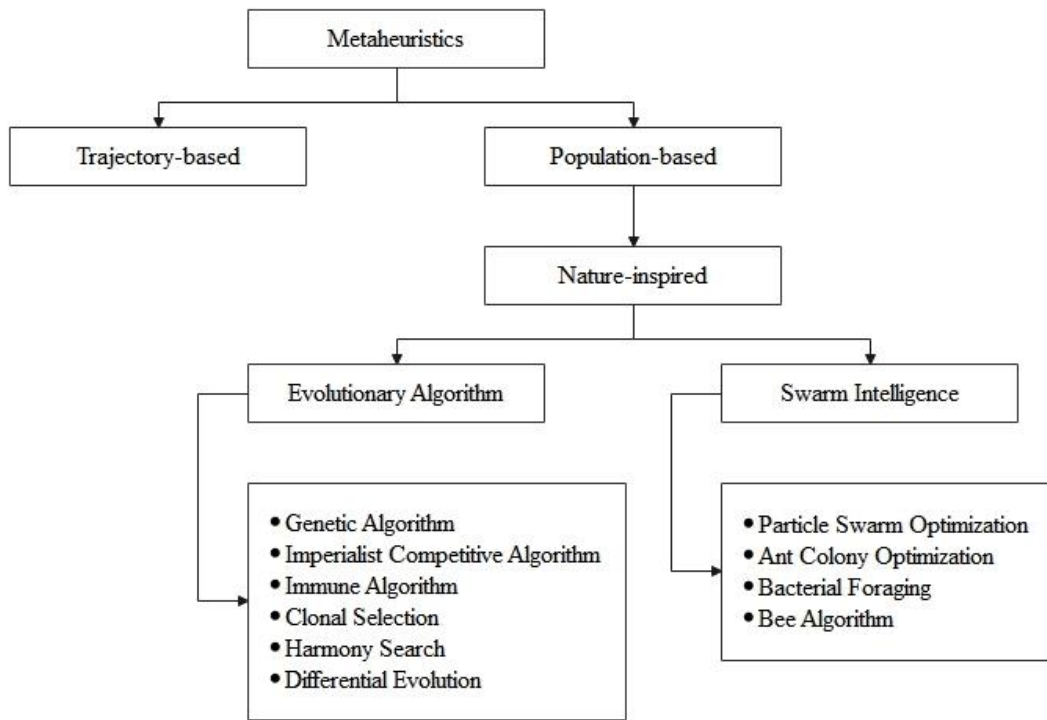 Metaheuristics
Trajectory-based
Population-based
Nature-inspired
Evolutionary Algorithm
Swarm Intelligence
• Genetic Algorithm
• Imperialist Competitive Algorithm
• Immune Algorithm
• Clonal Selection
• Harmony Search
• Differential Evolution
• Particle Swarm Optimization
• Ant Colony Optimization
• Bacterial Foraging
• Bee Algorithm